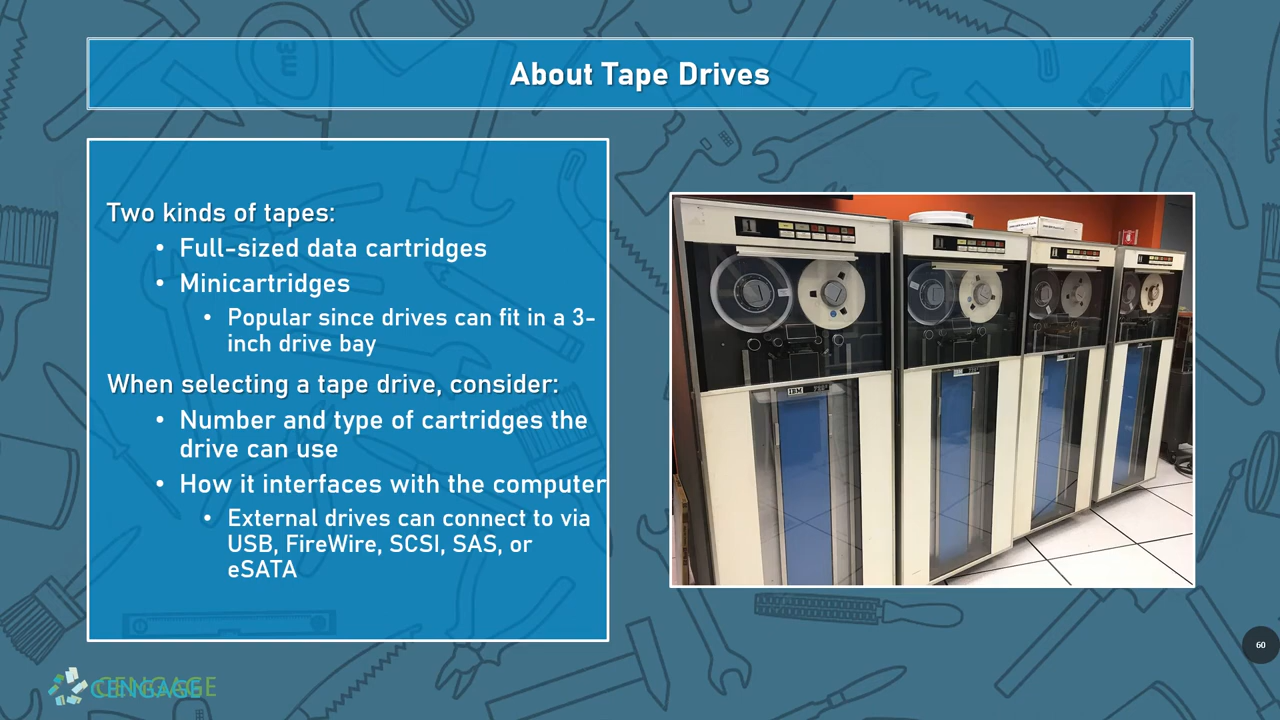 About Tape Drives
Two kinds of tapes:
• Full-sized data cartridges
• Minicartridges
• Popular since drives can fit in a 3-
inch drive bay
When selecting a tape drive, consider:
• Number and type of cartridges the
drive can use
• How it interfaces with the computer
• External drives can connect to via
USB, FireWire, SCSI, SAS, or
eSATA
IBM
60
CENGAGE